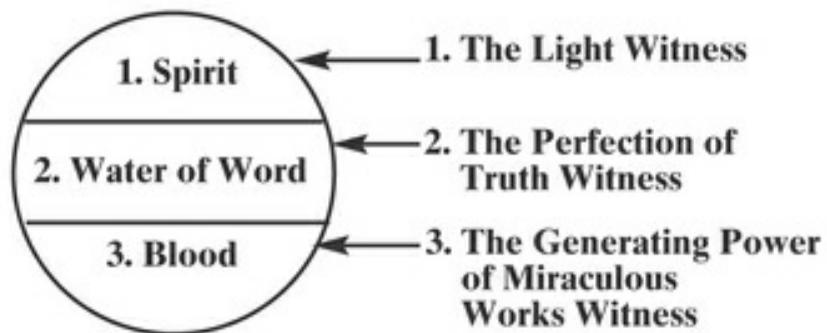 1. Spirit
2. Water of Word
3. Blood
1. The Light Witness
2. The Perfection of
Truth Witness
3. The Generating Power
of Miraculous
Works Witness